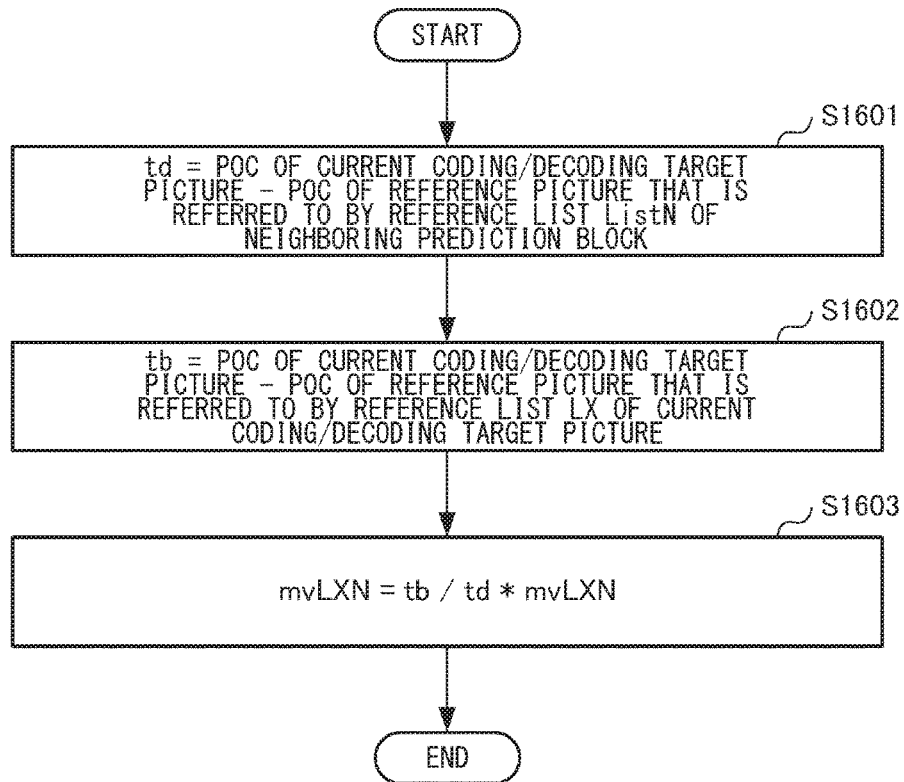 START
S1601
td = POC OF CURRENT CODING/DECODING TARGET
PICTURE - POC OF REFERENCE PICTURE THAT IS
REFERRED TO BY REFERENCE LIST ListN OF
NEIGHBORING PREDICTION BLOCK
S1602
tb = POC OF CURRENT CODING/DECODING TARGET
PICTURE - POC OF REFERENCE PICTURE THAT IS
REFERRED TO BY REFERENCE LIST LX OF CURRENT
CODING/DECODING TARGET PICTURE
S1603
mvLXN = tb / td * mvLXN
END